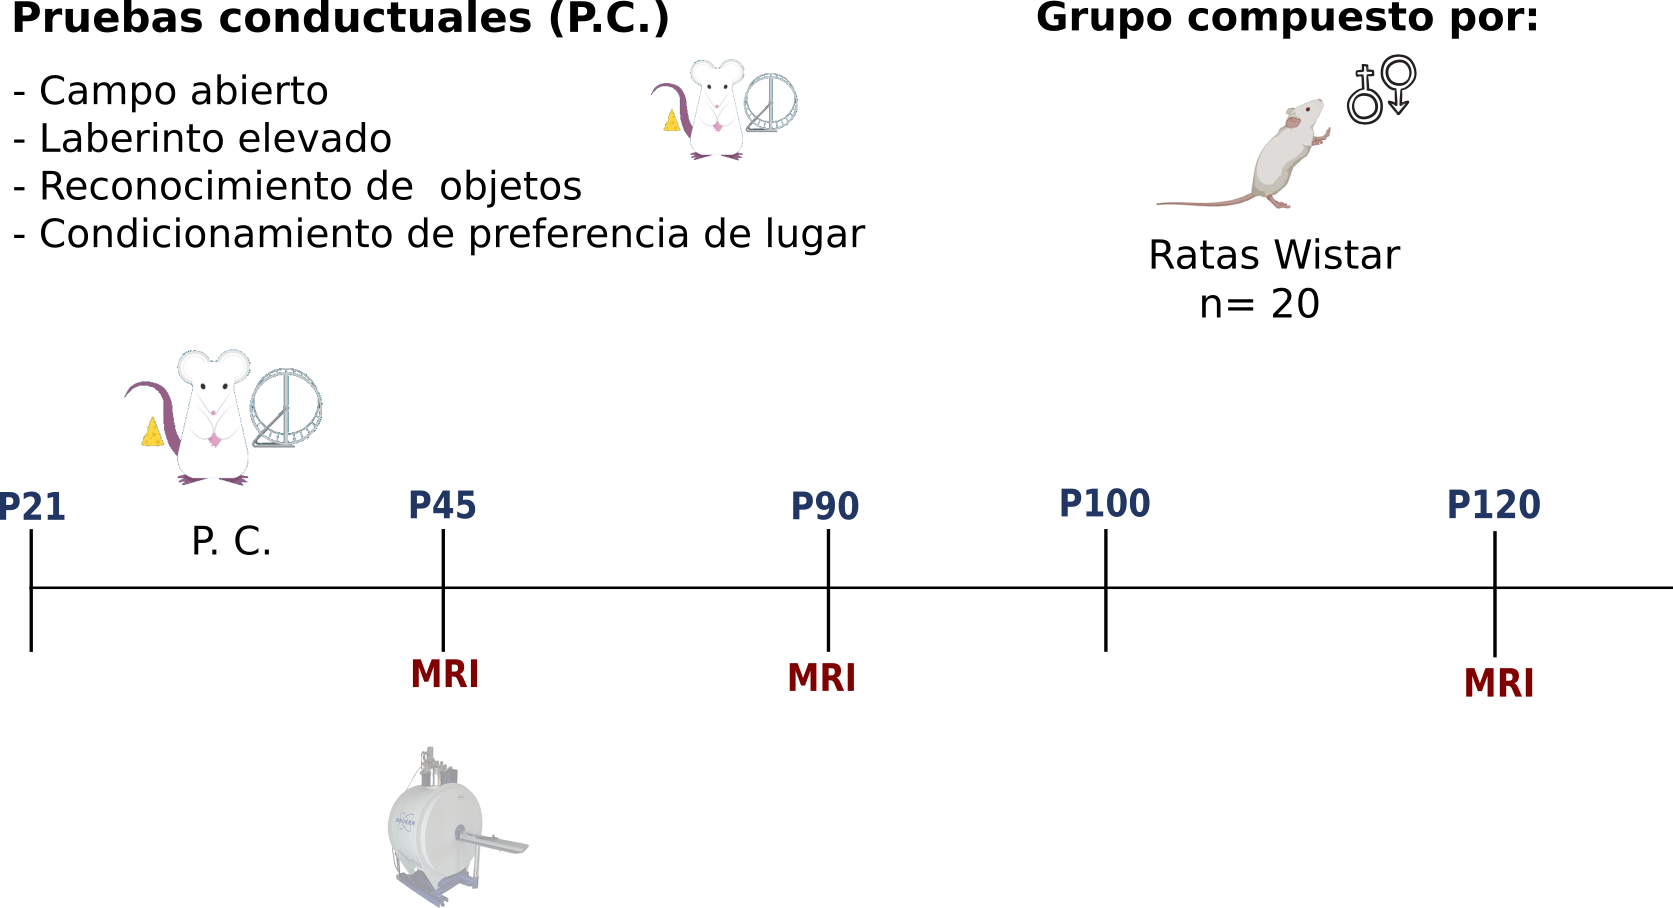 Pruebas conductuales (P.C.)
- Campo abierto
- Laberinto elevado
- Reconocimiento de  objetos
- Condicionamiento de preferencia de lugar
Grupo compuesto por:
Ratas Wistar
n= 20
P21
P. C.
P45
P90
P100
P120
MRI
MRI
MRI